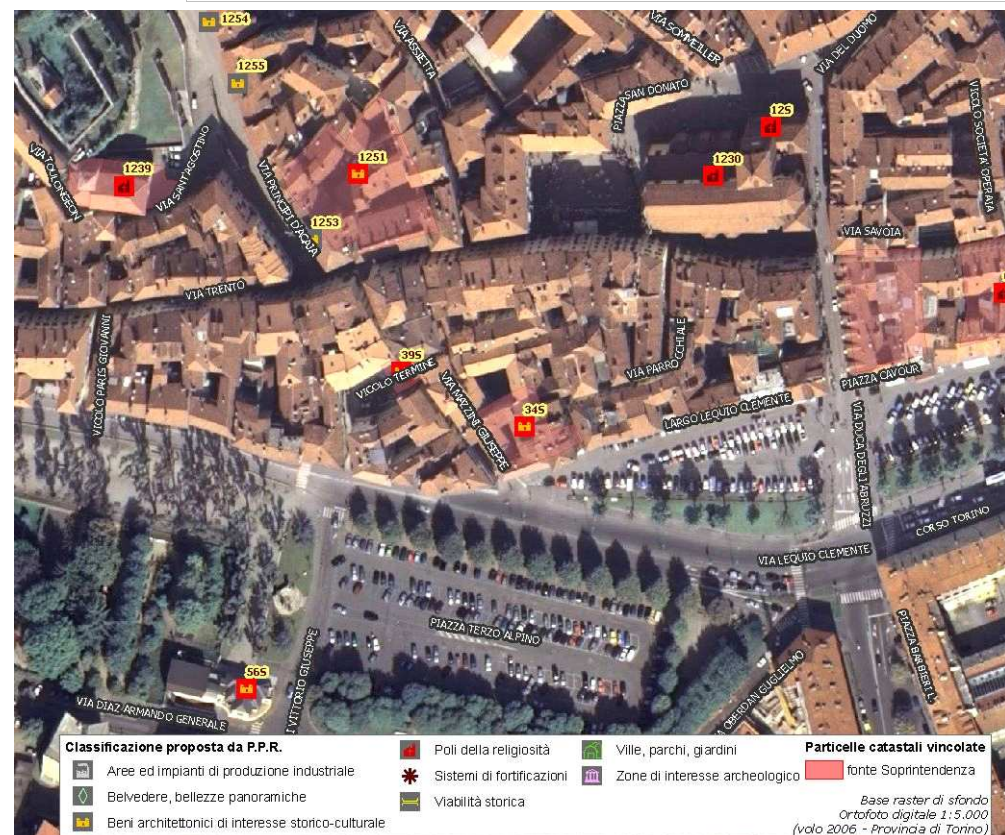 1254
1255
VIA ASSIETTA
VIA SOMMEILLER
VIA DEL DUOMO
PIAZZA SAN DONATO
125
VICOLO SOCIETA' OPERAIA
VIA TOULONGEON
1239
VIA SANT'AGOSTINO
VIA PRINCIPI D'ACAIA
1251
1230
1253
VIA SAVOIA
VIA TRENTO
VICOLO PARIS GIOVANNI
395
VICOLO TERMINE
VIA MAZZINI GIUSEPPE
VIA PARROCCHIALE
PIAZZA CAVOUR
345
LARGO LEQUIO CLEMENTE
VIA DUCA DEGLI ABRUZZI
CORSO TORINO
VIA LEQUIO CLEMENTE
PIAZZA TERZO ALPINO
PIAZZA BARBIERI L.
A OBERDAN GUGLIELMO
565
VIA DIAZ ARMANDO GENERALE
I VITTORIO GIUSEPPE
Classificazione proposta da P.P.R.
Aree ed impianti di produzione industriale
Belvedere, bellezze panoramiche
Beni architettonici di interesse storico-culturale
Poli della religiosità
Sistemi di fortificazioni
Viabilità storica
Ville, parchi, giardini
Zone di interesse archeologico
Particelle catastali vincolate
fonte Soprintendenza
Base raster di sfondo
Ortofoto digitale 1:5.000
(volo 2006 - Provincia di Torino)